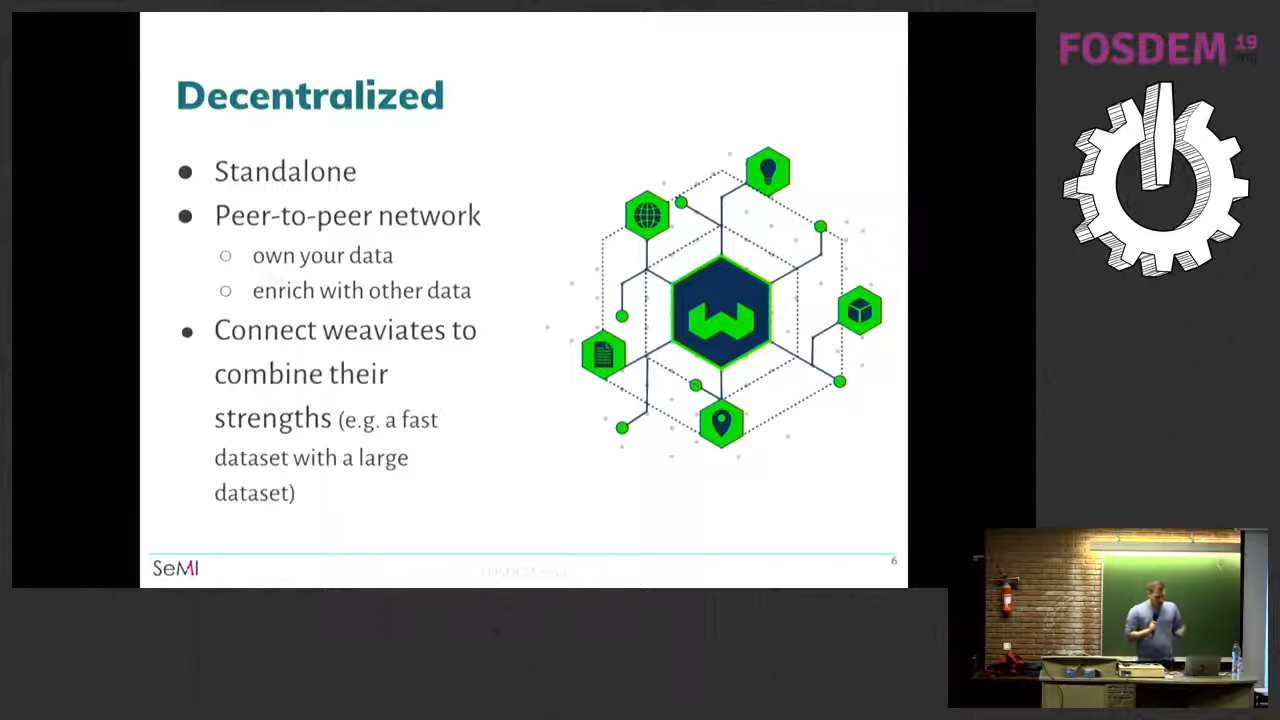 FOSDEM 19
.org
Decentralized
● Standalone
● Peer-to-peer network
○ own your data
○ enrich with other data
● Connect weaviates to
combine their
strengths (e.g. a fast
dataset with a large
dataset)
SeMI
6